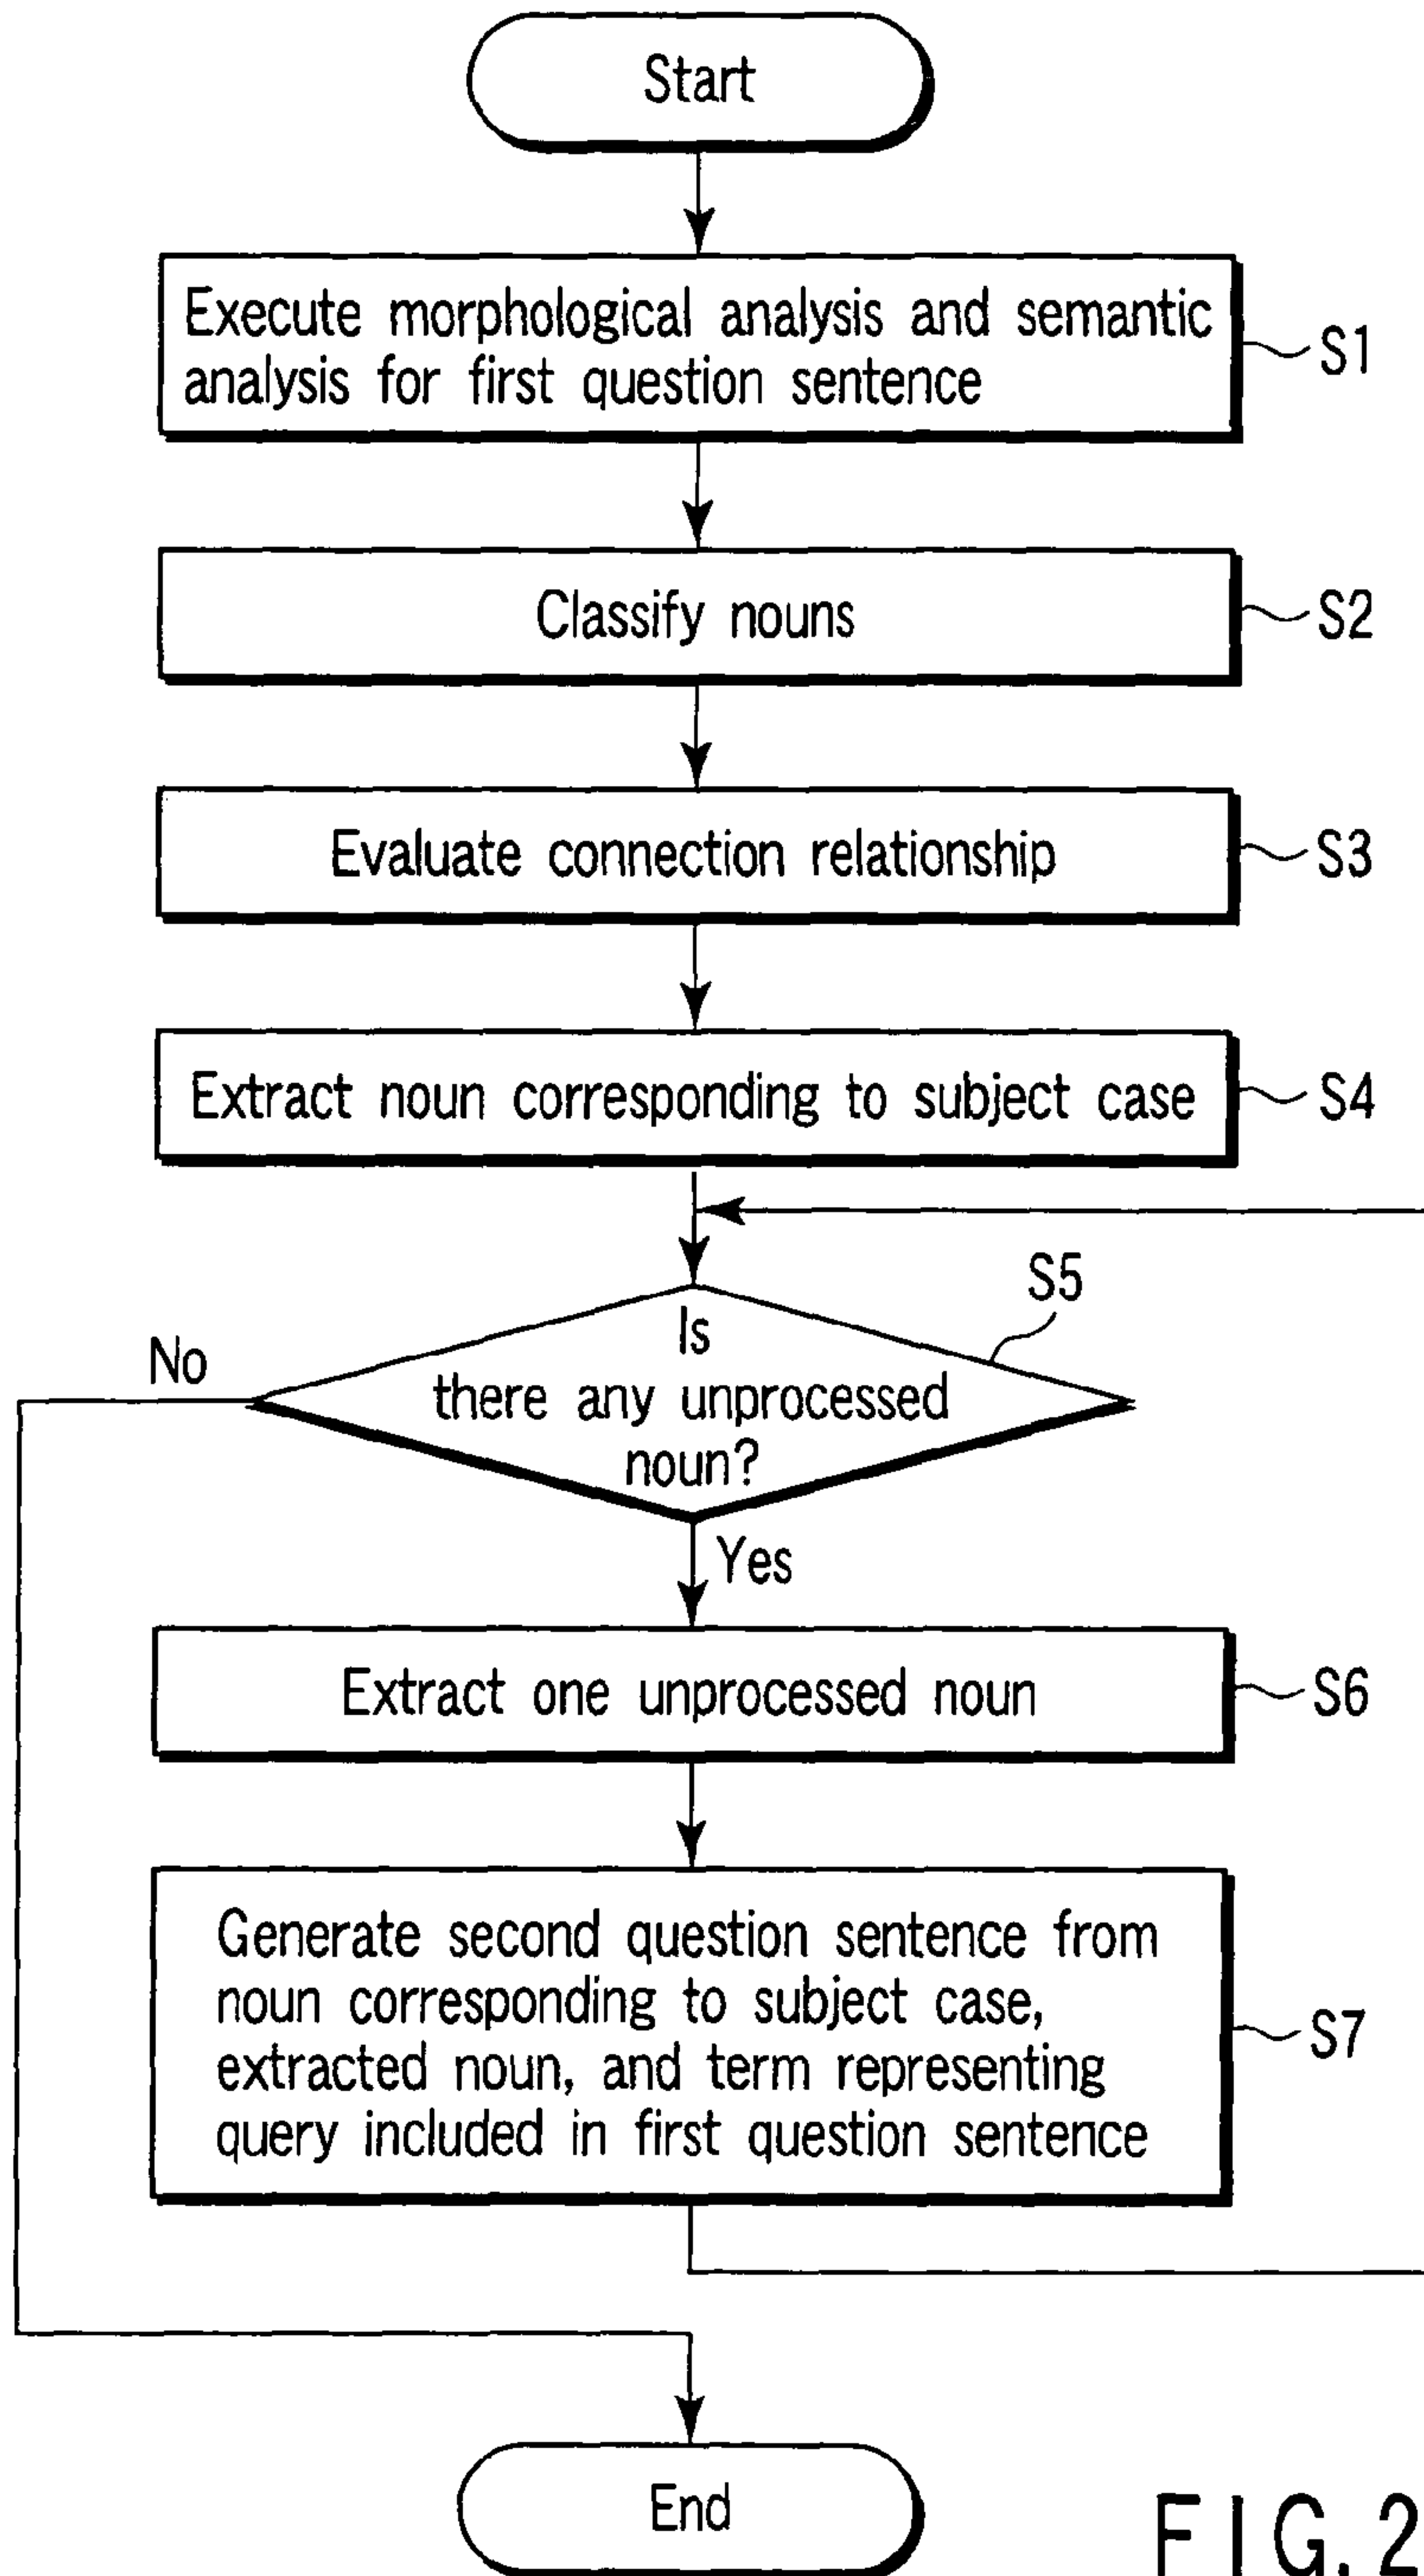 Start
Execute morphological analysis and semantic
analysis for first question sentence
S1
Classify nouns
S2
Evaluate connection relationship
S3
Extract noun corresponding to subject case
S4
S5
Is
there any unprocessed
noun?
No
Yes
Extract one unprocessed noun
S6
Generate second question sentence from
noun corresponding to subject case,
extracted noun, and term representing
query included in first question sentence
S7
End
FIG. 2